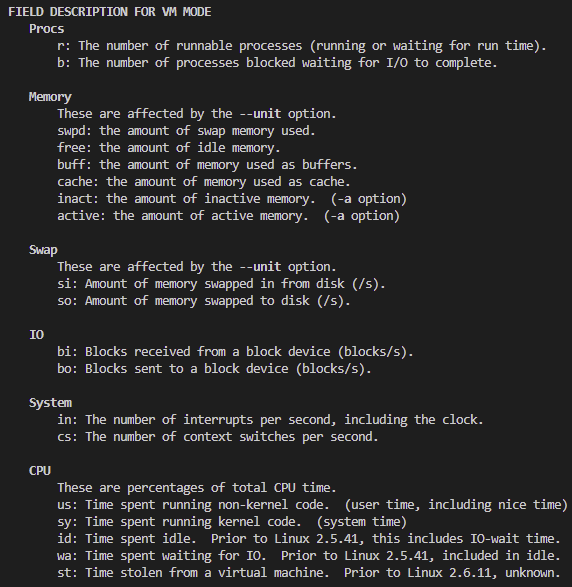 FIELD DESCRIPTION FOR VM MODE
Procs
r: The number of runnable processes (running or waiting for run time).
b: The number of processes blocked waiting for I/O to complete.
Memory
These are affected by the --unit option.
swpd: the amount of swap memory used.
free: the amount of idle memory.
buff: the amount of memory used as buffers.
cache: the amount of memory used as cache.
inact: the amount of inactive memory.  (-a option)
active: the amount of active memory.  (-a option)
Swap
These are affected by the --unit option.
si: Amount of memory swapped in from disk (/s).
so: Amount of memory swapped to disk (/s).
IO
bi: Blocks received from a block device (blocks/s).
bo: Blocks sent to a block device (blocks/s).
System
in: The number of interrupts per second, including the clock.
cs: The number of context switches per second.
CPU
These are percentages of total CPU time.
us: Time spent running non-kernel code.  (user time, including nice time)
sy: Time spent running kernel code.  (system time)
id: Time spent idle.  Prior to Linux 2.5.41, this includes IO-wait time.
wa: Time spent waiting for IO.  Prior to Linux 2.5.41, included in idle.
st: Time stolen from a virtual machine.  Prior to Linux 2.6.11, unknown.